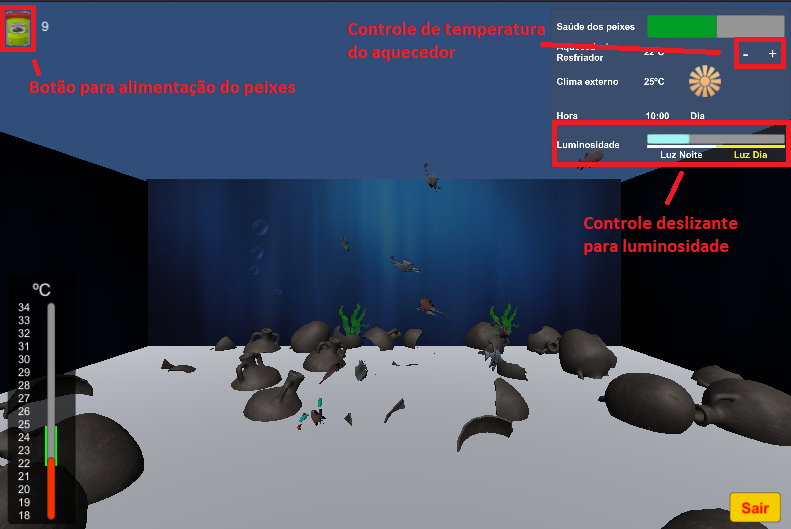 9
Botão para alimentação do peixes
Controle de temperatura
do aquecedor
Saúde dos peixes
Resfriador 22°C - +
Clima externo 25°C
Hora 10:00 Dia
Luminosidade
Luz Noite Luz Dia
Controle deslizante
para luminosidade
ºC
34
33
32
31
30
29
28
27
26
25
24
23
22
21
20
19
18
Sair